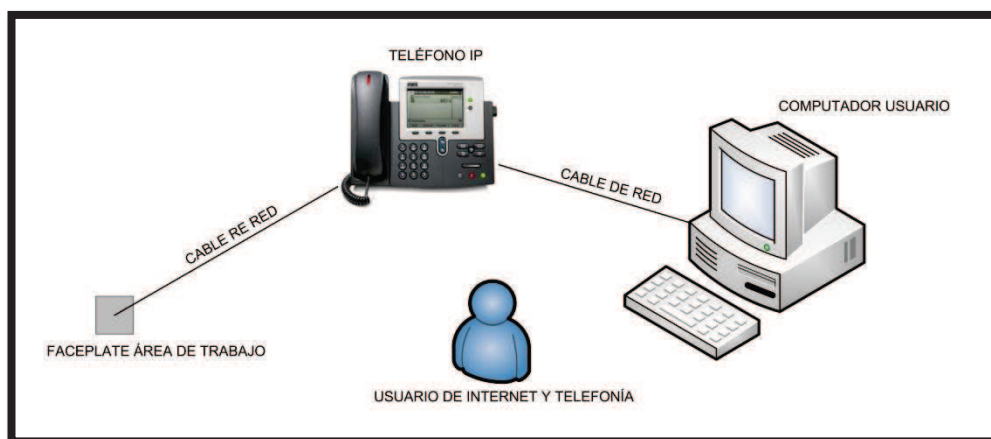 TELÉFONO IP
COMPUTADOR USUARIO
CABLE DE RED
CABLE RE RED
FACEPLATE ÁREA DE TRABAJO
USUARIO DE INTERNET Y TELEFONÍA